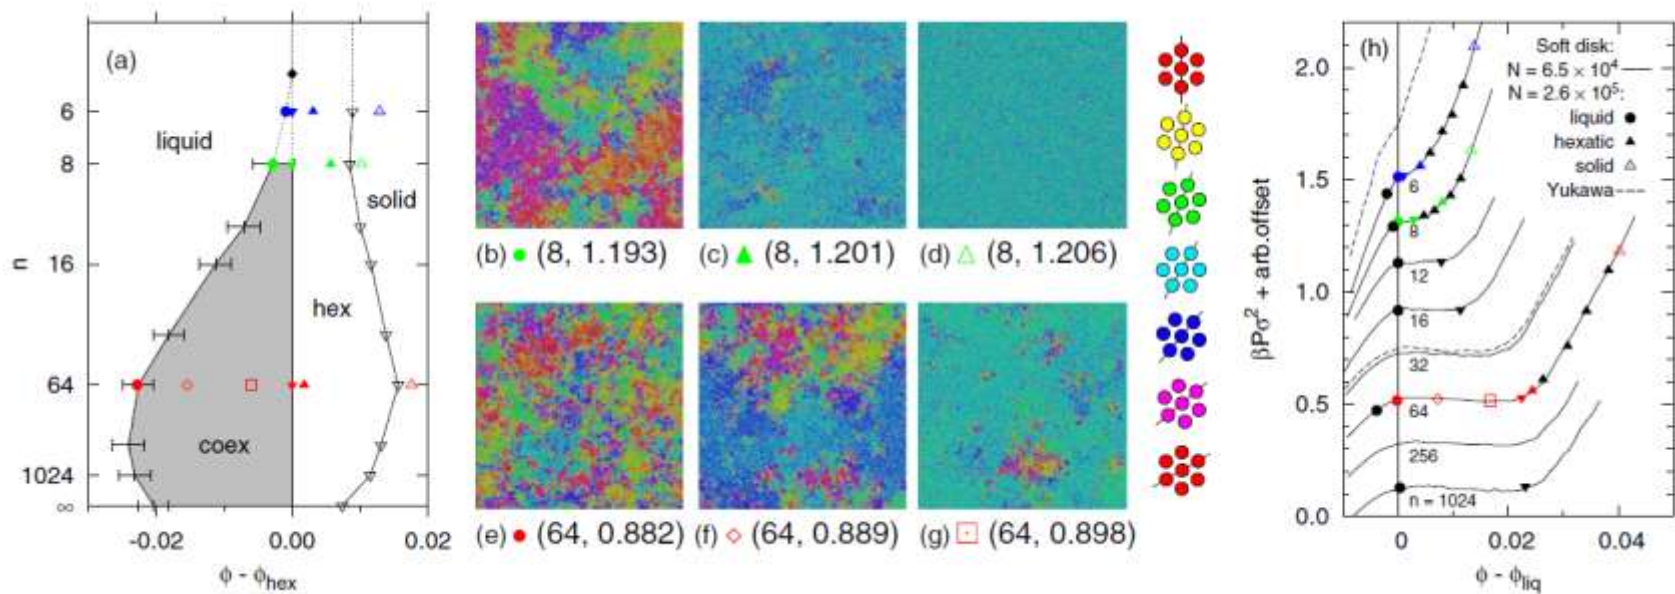 (a)
liquid
solid
hex
coex
n
6
8
16
64
1024
∞
-0.02
0.00
0.02
ϕ - ϕhex
(b) ● (8, 1.193)
(c) ▲ (8, 1.201)
(d) △ (8, 1.206)
(e) ● (64, 0.882)
(f) ◇ (64, 0.889)
(g) ⊡ (64, 0.898)
(h)
Soft disk:
N = 6.5 × 10⁴
N = 2.6 × 10⁵:
liquid ●
hexatic ▲
solid △
Yukawa
βPσ² + arb.offset
2.0
1.5
1.0
0.5
0.0
6
8
12
16
32
64
256
n = 1024
0
0.02
0.04
ϕ - ϕliq